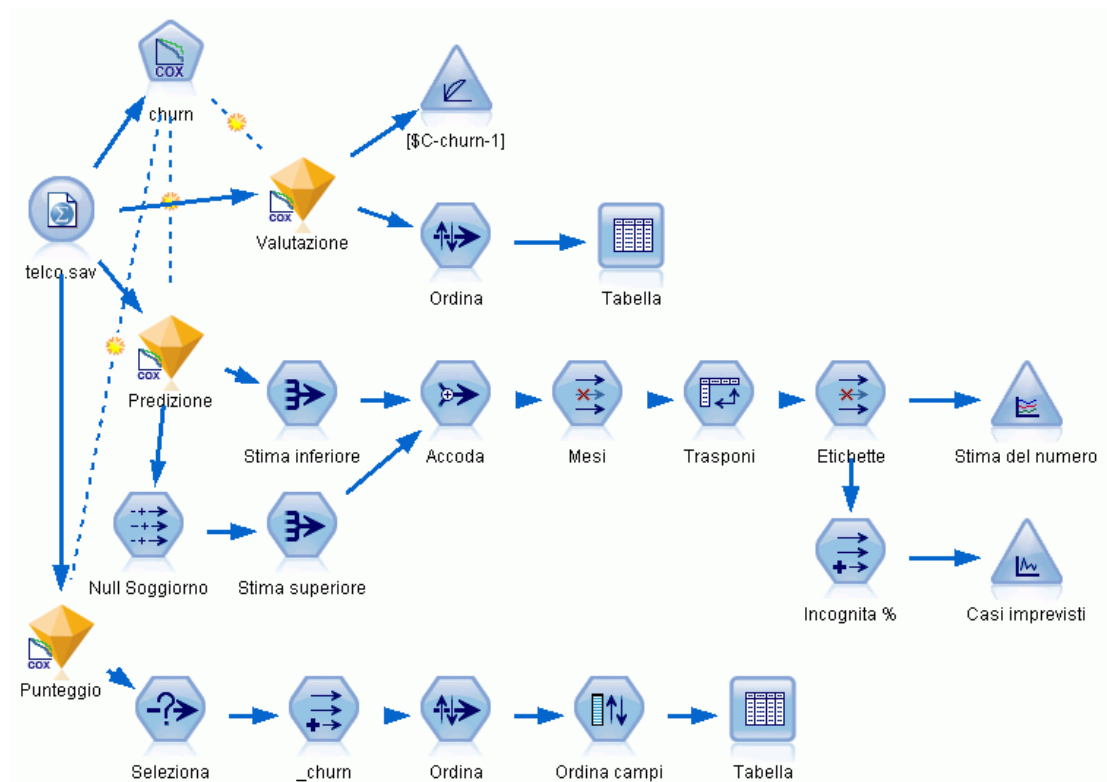 COX
churn
[$C-churn-1]
COX
Valutazione
telco.sav
Ordina
Tabella
COX
Predizione
Stima inferiore
Accoda
Mesi
Trasponi
Etichette
Stima del numero
Null Soggiorno
Stima superiore
Incognita %
Casi imprevisti
COX
Punteggio
Seleziona
_churn
Ordina
Ordina campi
Tabella